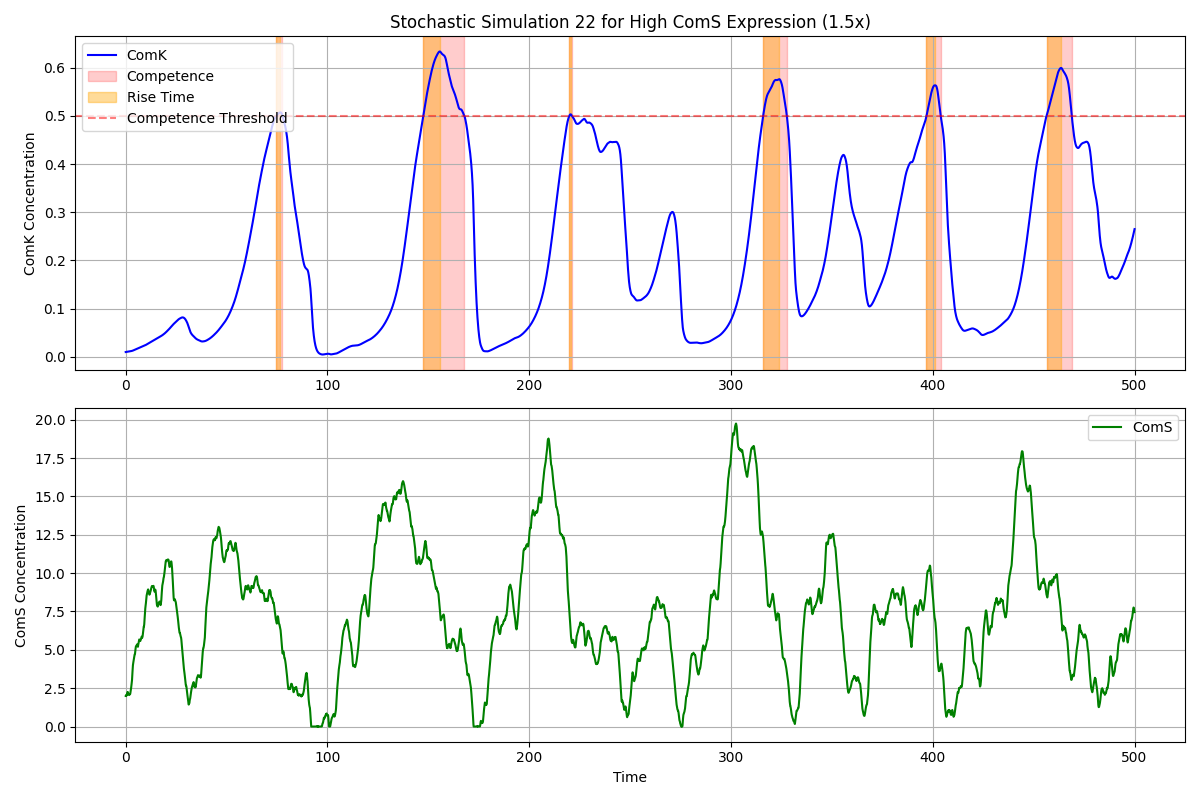 Stochastic Simulation 22 for High ComS Expression (1.5x)
ComK
Competence
Rise Time
Competence Threshold
ComK Concentration
0.6
0.5
0.4
0.3
0.2
0.1
0.0
0 100 200 300 400 500
ComS
ComS Concentration
20.0
17.5
15.0
12.5
10.0
7.5
5.0
2.5
0.0
0 100 200 300 400 500
Time